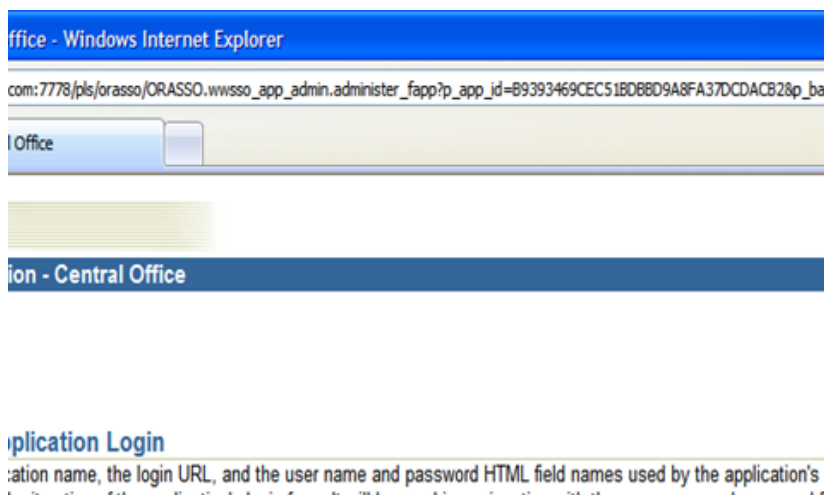 ffice - Windows Internet Explorer
com:7778/pls/orasso/ORASSO.wwsso_app_admin.administer_fapp?p_app_id=B9393469CEC51BDBBD9A8FA37DCDACB2&p_ba
l Office
ion - Central Office
pplication Login
cation name, the login URL, and the user name and password HTML field names used by the application's